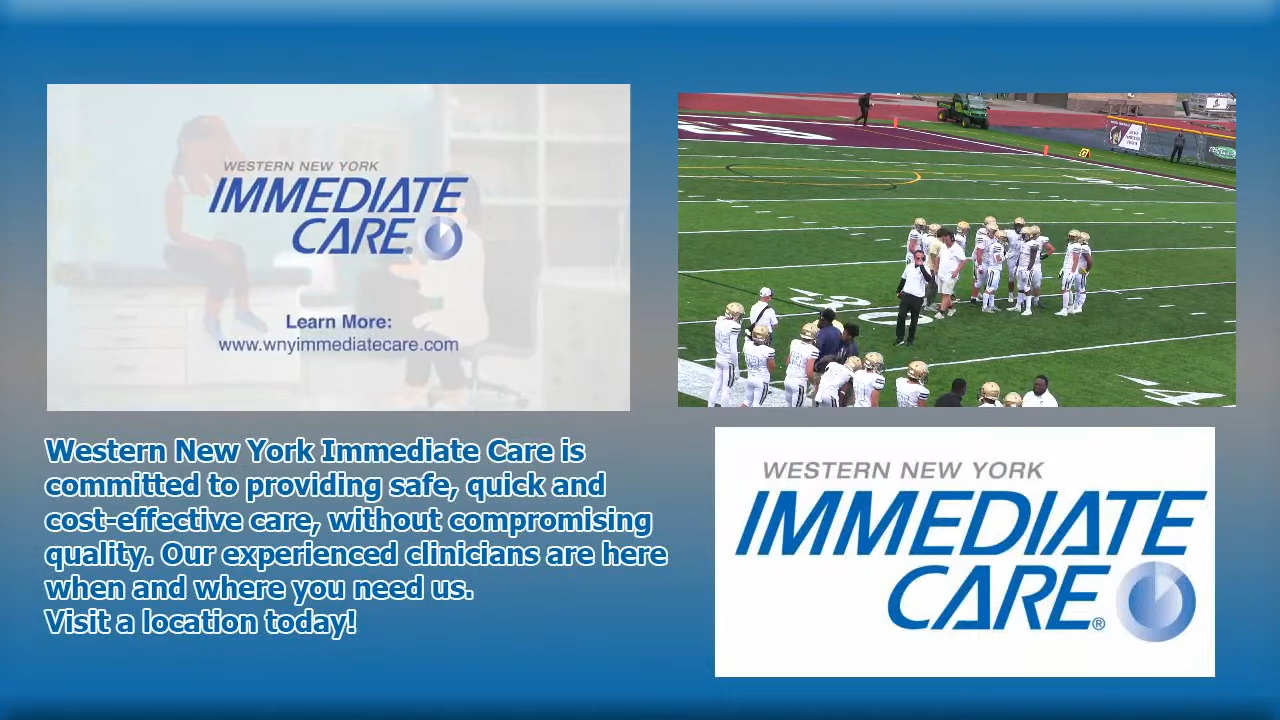 WESTERN NEW YORK
IMMEDIATE
CARE®
Learn More:
www.wnyimmediatecare.com
Western New York Immediate Care is
committed to providing safe, quick and
cost-effective care, without compromising
quality. Our experienced clinicians are here
when and where you need us.
Visit a location today!
WESTERN NEW YORK
IMMEDIATE
CARE®